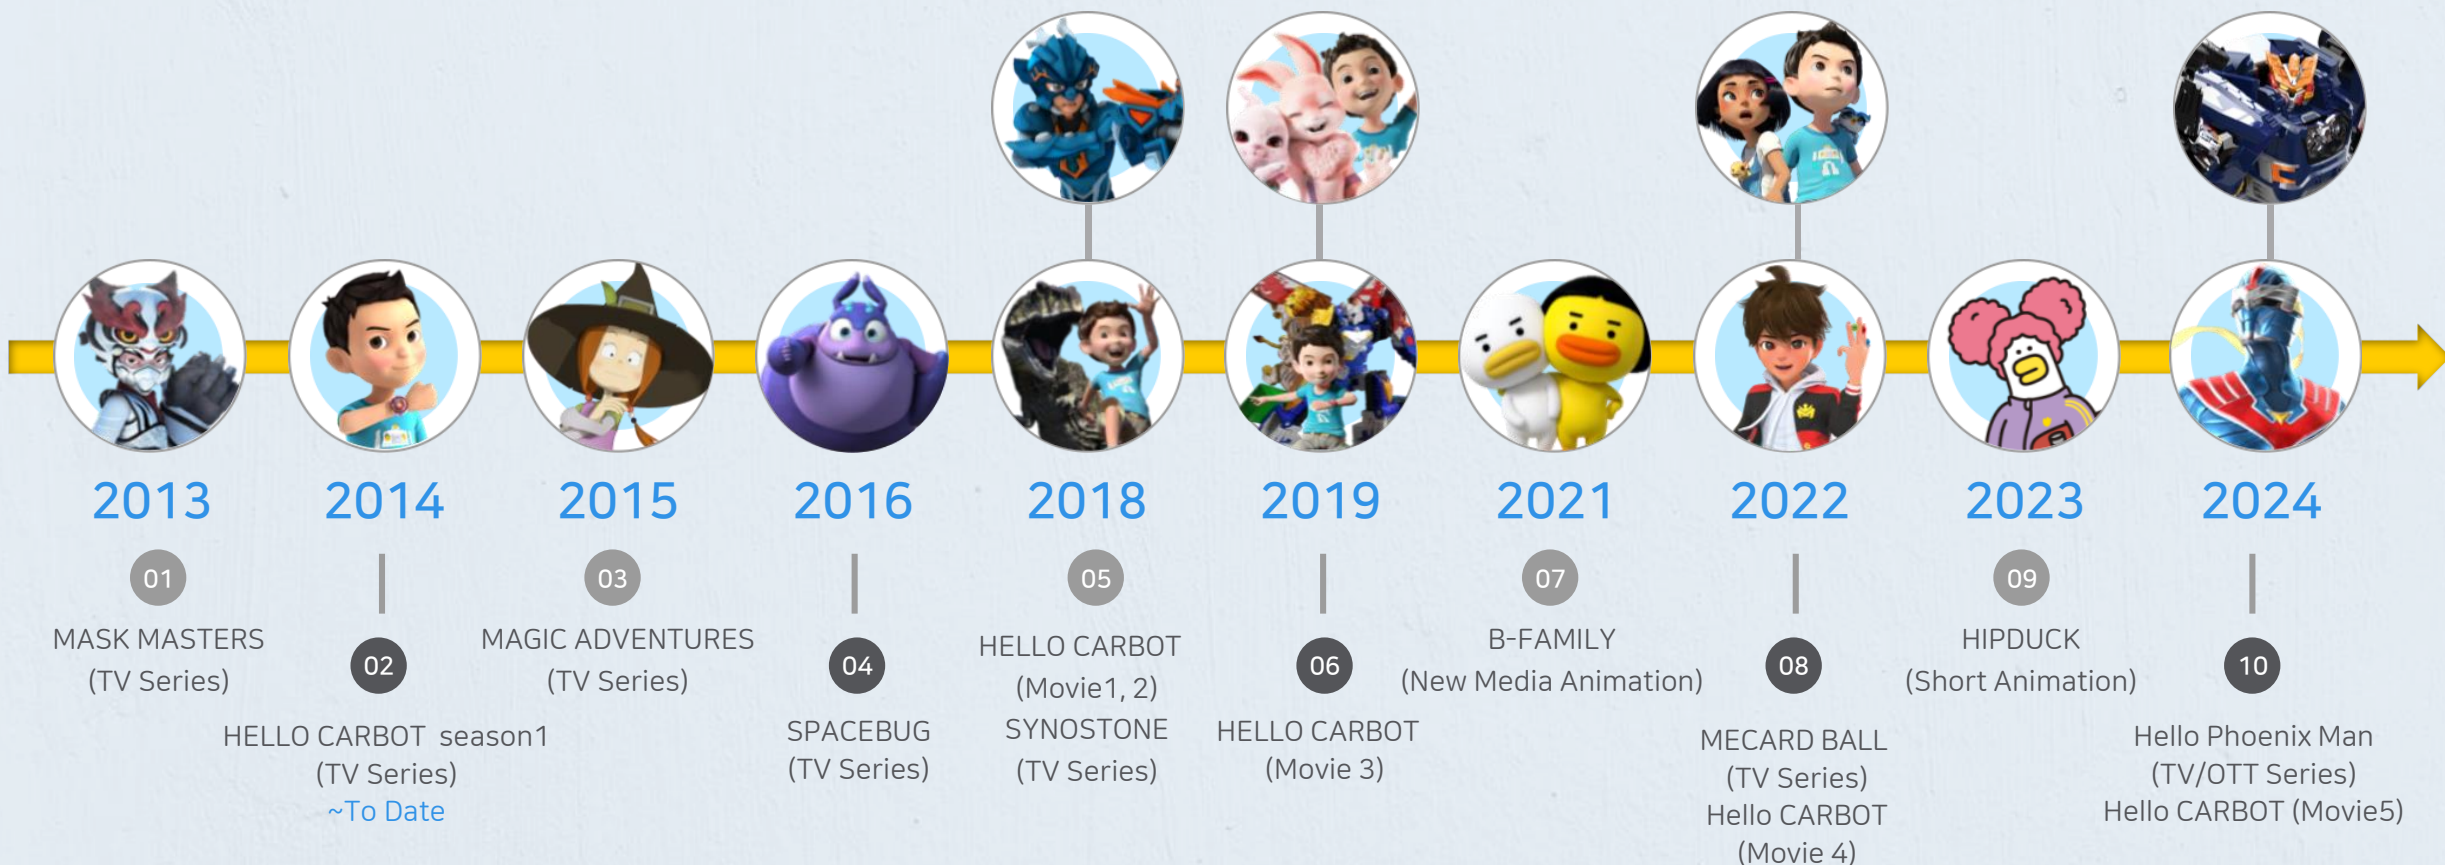 2013
01
MASK MASTERS
(TV Series)
2014
02
HELLO CARBOT season1
(TV Series)
~To Date
2015
03
MAGIC ADVENTURES
(TV Series)
2016
04
SPACEBUG
(TV Series)
2018
05
HELLO CARBOT
(Movie1, 2)
SYNOSTONE
(TV Series)
2019
06
HELLO CARBOT
(Movie 3)
2021
07
B-FAMILY
(New Media Animation)
2022
08
MECARD BALL
(TV Series)
Hello CARBOT
(Movie 4)
2023
09
HIPDUCK
(Short Animation)
2024
10
Hello Phoenix Man
(TV/OTT Series)
Hello CARBOT (Movie5)